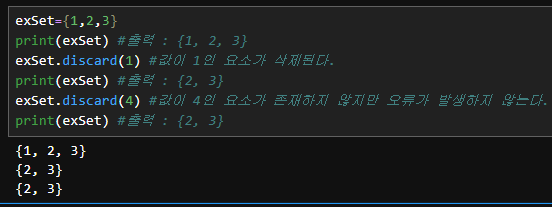 exSet={1,2,3}
print(exSet) #출력 : {1, 2, 3}
exSet.discard(1) #값이 1인 요소가 삭제된다.
print(exSet) #출력 : {2, 3}
exSet.discard(4) #값이 4인 요소가 존재하지 않지만 오류가 발생하지 않는다.
print(exSet) #출력 : {2, 3}
{1, 2, 3}
{2, 3}
{2, 3}